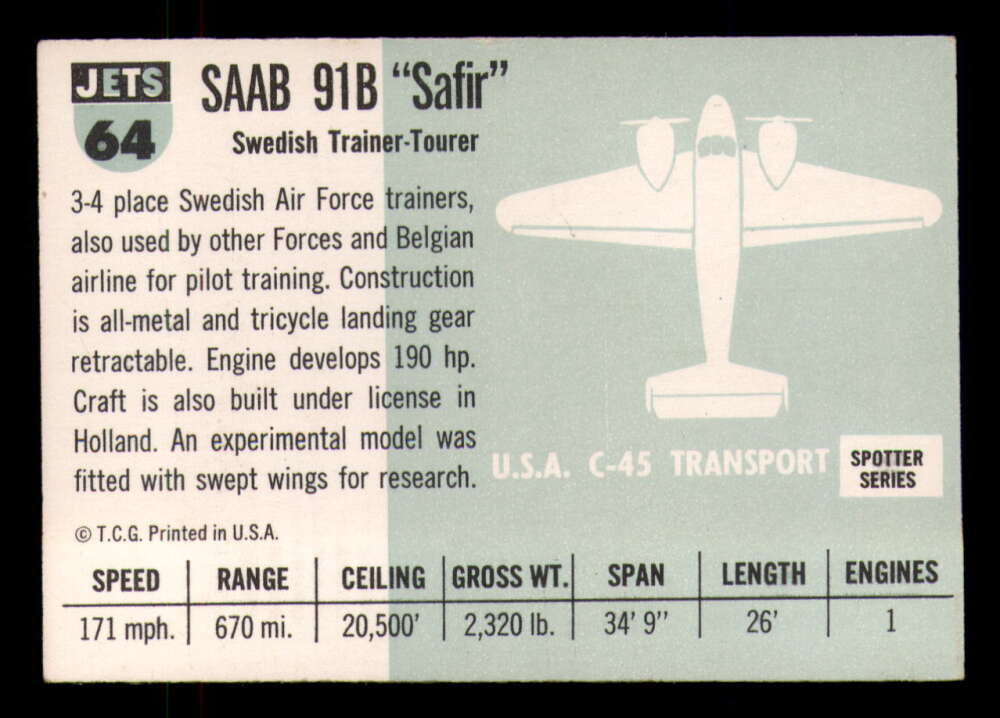 JETS
64
SAAB 91B “Safir”
Swedish Trainer-Tourer
3-4 place Swedish Air Force trainers,
also used by other Forces and Belgian
airline for pilot training. Construction
is all-metal and tricycle landing gear
retractable. Engine develops 190 hp.
Craft is also built under license in
Holland. An experimental model was
fitted with swept wings for research.
U.S.A. C-45 TRANSPORT
SPOTTER
SERIES
© T.C.G. Printed in U.S.A.
SPEED RANGE CEILING GROSS WT. SPAN LENGTH ENGINES
171 mph. 670 mi. 20,500' 2,320 lb. 34' 9'' 26' 1